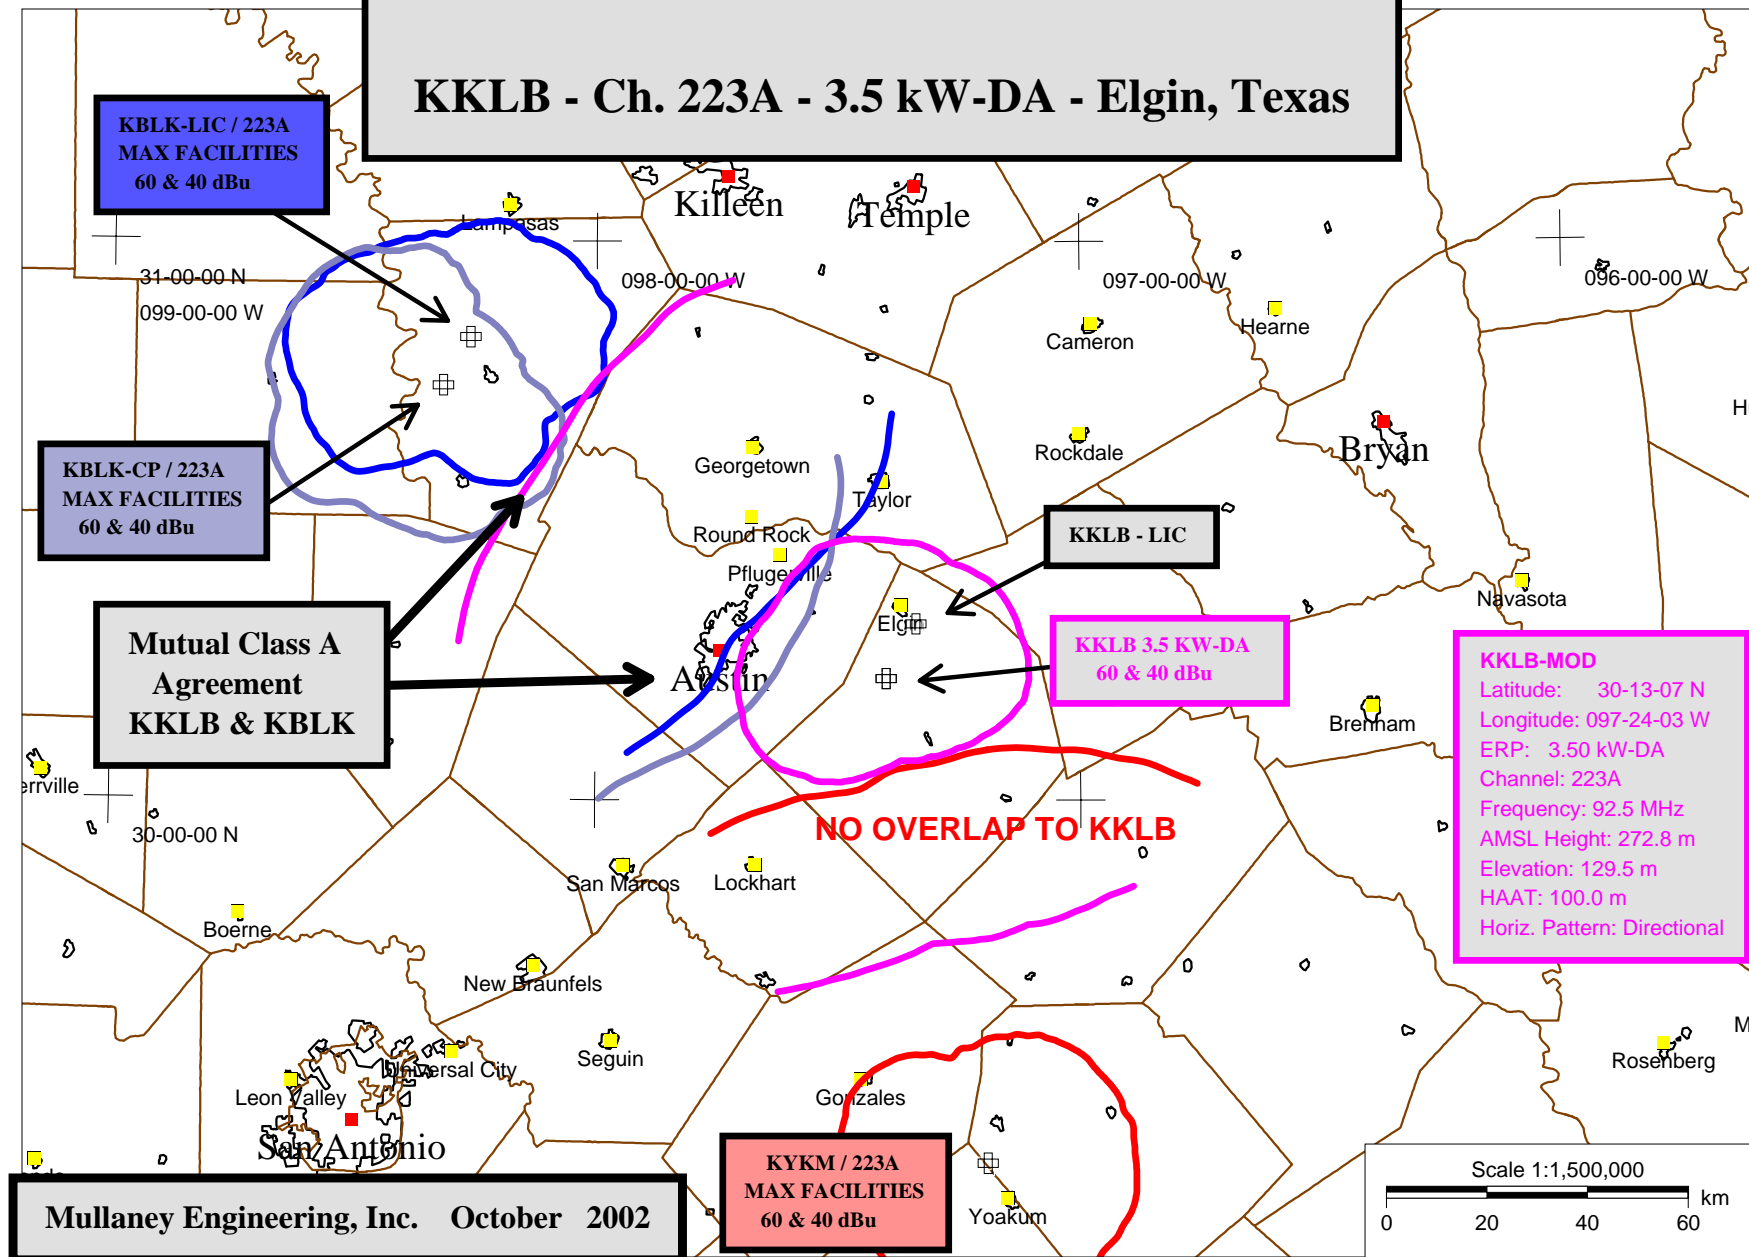 KKLB - Ch. 223A - 3.5 kW-DA - Elgin, Texas
KBLK-LIC / 223A
MAX FACILITIES
60 & 40 dBu
Killeen
Temple
Lampasas
31-00-00 N
099-00-00 W
098-00-00 W
097-00-00 W
096-00-00 W
Cameron
Hearne
H
KBLK-CP / 223A
MAX FACILITIES
60 & 40 dBu
Georgetown
Rockdale
Bryan
Taylor
Round Rock
Pflugerville
KKLB - LIC
Navasota
Elgin
Mutual Class A
Agreement
KKLB & KBLK
Austin
KKLB 3.5 KW-DA
60 & 40 dBu
KKLB-MOD
Latitude: 30-13-07 N
Longitude: 097-24-03 W
ERP: 3.50 kW-DA
Channel: 223A
Frequency: 92.5 MHz
AMSL Height: 272.8 m
Elevation: 129.5 m
HAAT: 100.0 m
Horiz. Pattern: Directional
Brenham
errville
30-00-00 N
NO OVERLAP TO KKLB
San Marcos
Lockhart
Boerne
New Braunfels
Seguin
Universal City
Leon Valley
San Antonio
Gonzales
M
Rosenberg
KYKM / 223A
MAX FACILITIES
60 & 40 dBu
Yoakum
Mullaney Engineering, Inc. October 2002
Scale 1:1,500,000
km
0 20 40 60